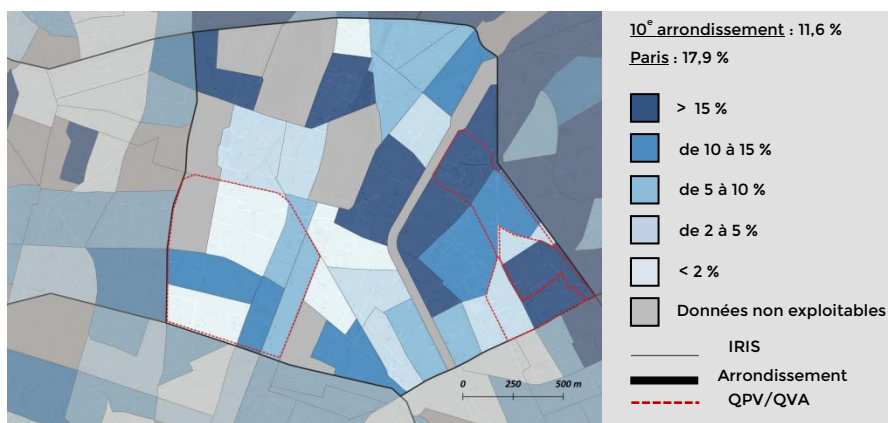 10e arrondissement : 11,6 %
Paris : 17,9 %
> 15 %
de 10 à 15 %
de 5 à 10 %
de 2 à 5 %
< 2 %
Données non exploitables
IRIS
Arrondissement
QPV/QVA
0 250 500 m